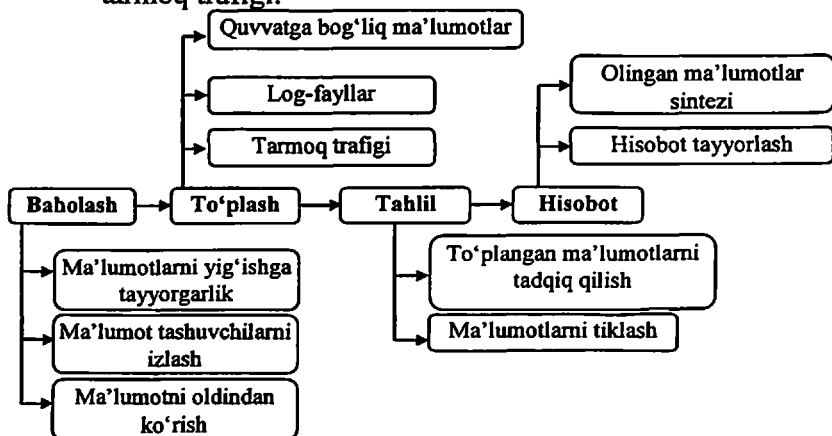 tarmoq trafigi.
Quvvatga bog‘liq ma’lumotlar
Log-fayllar
Tarmoq trafigi
Olingan ma’lumotlar
sintezi
Hisobot tayyorlash
Baholash
To‘plash
Tahlil
Hisobot
Ma’lumotlarni yig‘ishga
tayyorgarlik
Ma’lumot tashuvchilarni
izlash
Ma’lumotni oldindan
ko‘rish
To‘plangan ma’lumotlarni
tadqiq qilish
Ma’lumotlarni tiklash